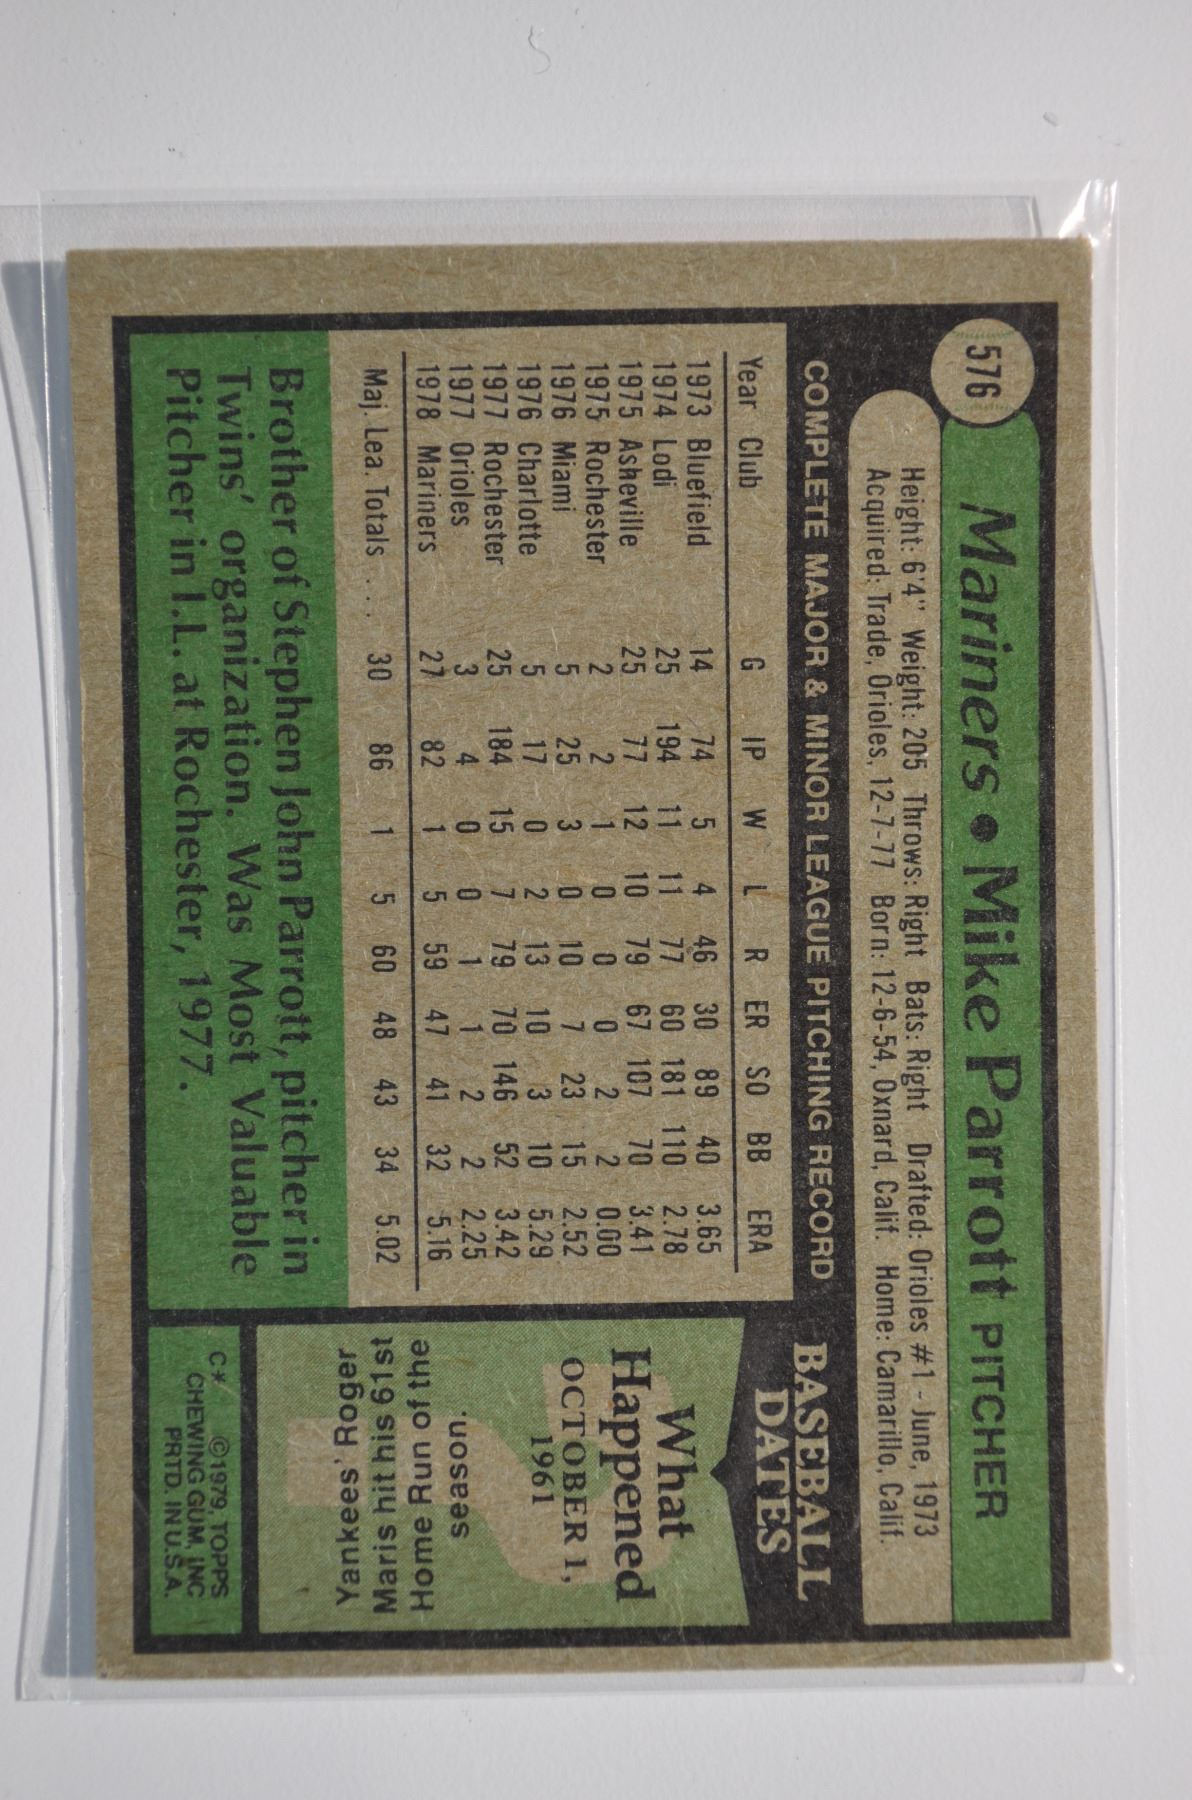 576
Mariners • Mike Parrott PITCHER
Height: 6'4" Weight: 205 Throws: Right Bats: Right Drafted: Orioles #1 - June, 1973
Acquired: Trade, Orioles, 12-7-77 Born: 12-6-54, Oxnard, Calif. Home: Camarillo, Calif.
COMPLETE MAJOR & MINOR LEAGUE PITCHING RECORD
Year Club G IP W L R ER SO BB ERA
1973 Bluefield 14 74 5 4 46 30 89 40 3.65
1974 Lodi 25 194 11 11 77 60 181 110 2.78
1975 Asheville 25 77 12 10 79 67 107 70 3.41
1975 Rochester 2 2 1 0 0 0 2 2 0.00
1976 Miami 5 25 3 0 10 7 23 15 2.52
1976 Charlotte 5 17 0 2 13 10 3 10 5.29
1977 Rochester 25 184 15 7 79 70 146 52 3.42
1977 Orioles 3 4 0 0 1 1 2 2 2.25
1978 Mariners 27 82 1 5 59 47 41 32 5.16
Maj. Lea. Totals . . . . 30 86 1 5 60 48 43 34 5.02
Brother of Stephen John Parrott, pitcher in
Twins' organization. Was Most Valuable
Pitcher in I.L. at Rochester, 1977.
BASEBALL
DATES
What
Happened
OCTOBER 1,
1961
Yankees' Roger
Maris hit his 61st
Home Run of the
season.
C* ©1979, TOPPS
CHEWING GUM, INC
PRTD. IN U.S.A.